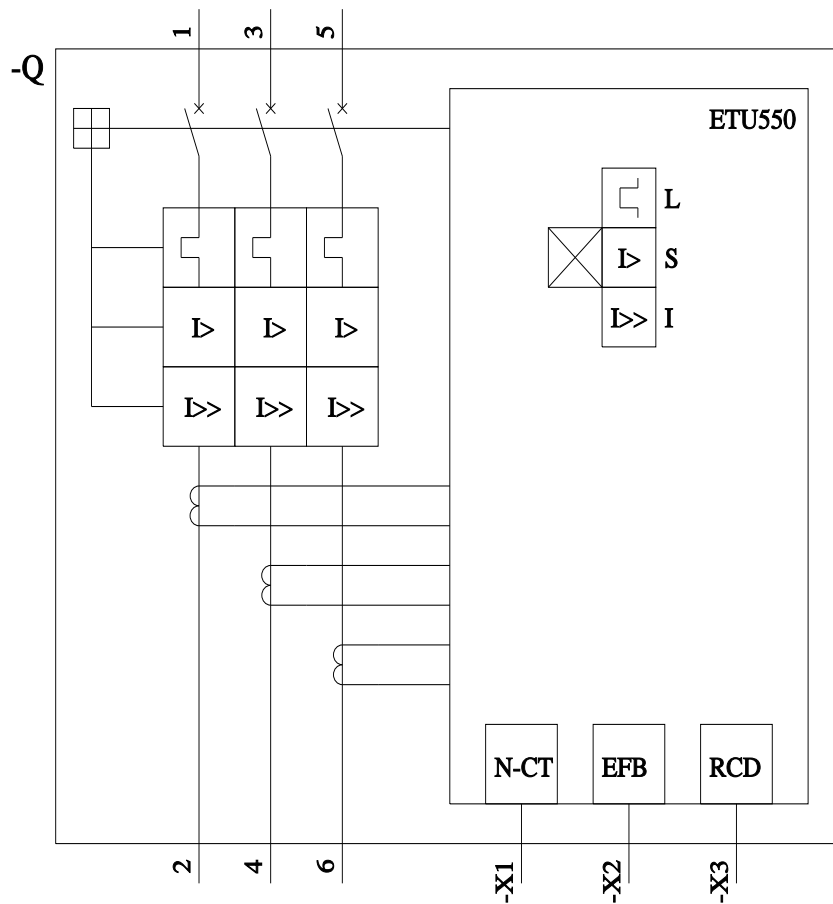 1 3 5
-Q
ETU550
L
I> S
I>> I
I> I> I>
I>> I>> I>>
N-CT EFB RCD
2 4 6 -X1 -X2 -X3